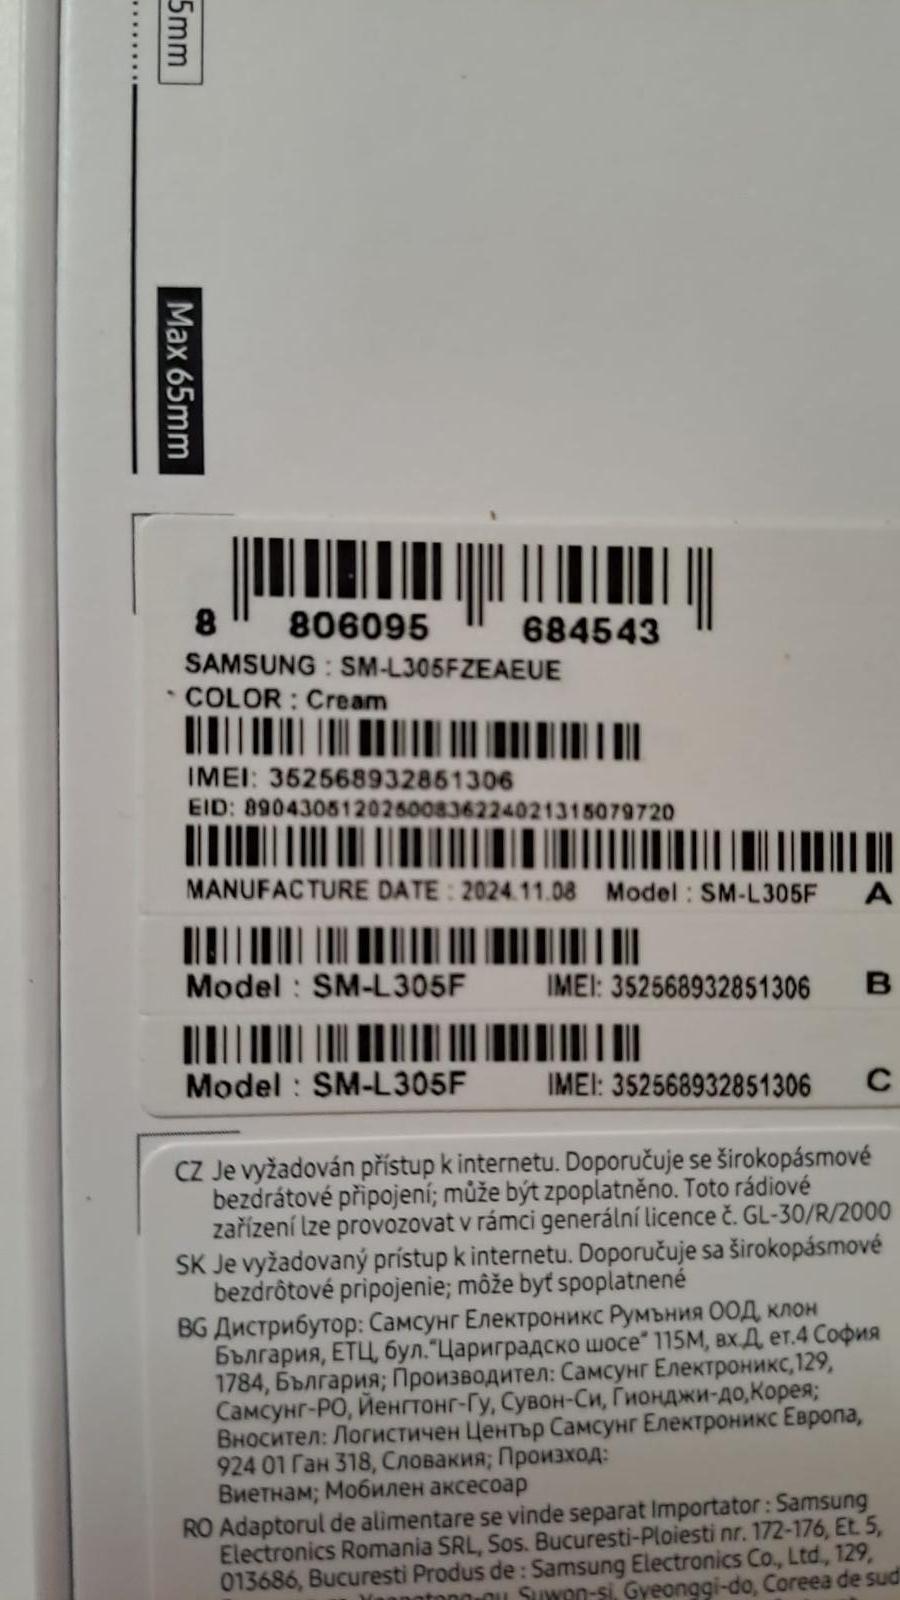 5mm
Max 65mm
8 806095 684543
SAMSUNG : SM-L305FZEAEUE
COLOR : Cream
IMEI: 352568932851306
EID: 89043051202500836224021315079720
MANUFACTURE DATE : 2024.11.08 Model : SM-L305F A
Model : SM-L305F IMEI: 352568932851306 B
Model : SM-L305F IMEI: 352568932851306 C
CZ Je vyžadován přístup k internetu. Doporučuje se širokopásmové
bezdrátové připojení; může být zpoplatněno. Toto rádiové
zařízení lze provozovat v rámci generální licence č. GL-30/R/2000
SK Je vyžadovaný prístup k internetu. Doporučuje sa širokopásmové
bezdrôtové pripojenie; môže byť spoplatnené
BG Дистрибутор: Самсунг Електроникс Румъния ООД, клон
България, ЕТЦ, бул."Цариградско шосе" 115М, вх.Д, ет.4 София
1784, България; Производител: Самсунг Електроникс,129,
Самсунг-РО, Йенгтонг-Гу, Сувон-Си, Гионджи-до,Корея;
Вносител: Логистичен Център Самсунг Електроникс Европа,
924 01 Ган 318, Словакия; Произход:
Виетнам; Мобилен аксесоар
RO Adaptorul de alimentare se vinde separat Importator : Samsung
Electronics Romania SRL, Sos. Bucuresti-Ploiesti nr. 172-176, Et. 5,
013686, Bucuresti Produs de : Samsung Electronics Co., Ltd., 129,
Suwon-si, Gyeonggi-do, Coreea de sud